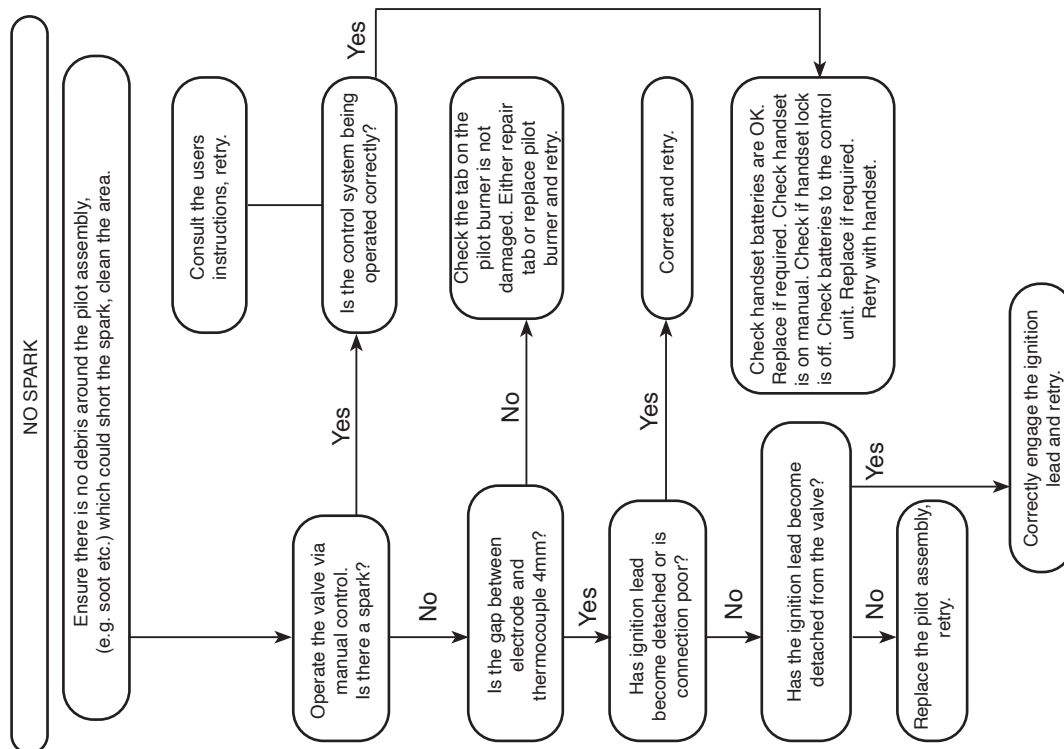 NO SPARK
Ensure there is no debris around the pilot assembly,
(e.g. soot etc.) which could short the spark, clean the area.
Operate the valve via
manual control.
Is there a spark?
Yes
Is the control system being
operated correctly?
Consult the users
instructions, retry.
Yes
Check handset batteries are OK.
Replace if required. Check handset
is on manual. Check if handset lock
is off. Check batteries to the control
unit. Replace if required.
Retry with handset.
No
Is the gap between
electrode and
thermocouple 4mm?
No
Check the tab on the
pilot burner is not
damaged. Either repair
tab or replace pilot
burner and retry.
Yes
Has ignition lead
become detached or is
connection poor?
Yes
Correct and retry.
No
Has the ignition lead become
detached from the valve?
Yes
Correctly engage the ignition
lead and retry.
No
Replace the pilot assembly,
retry.